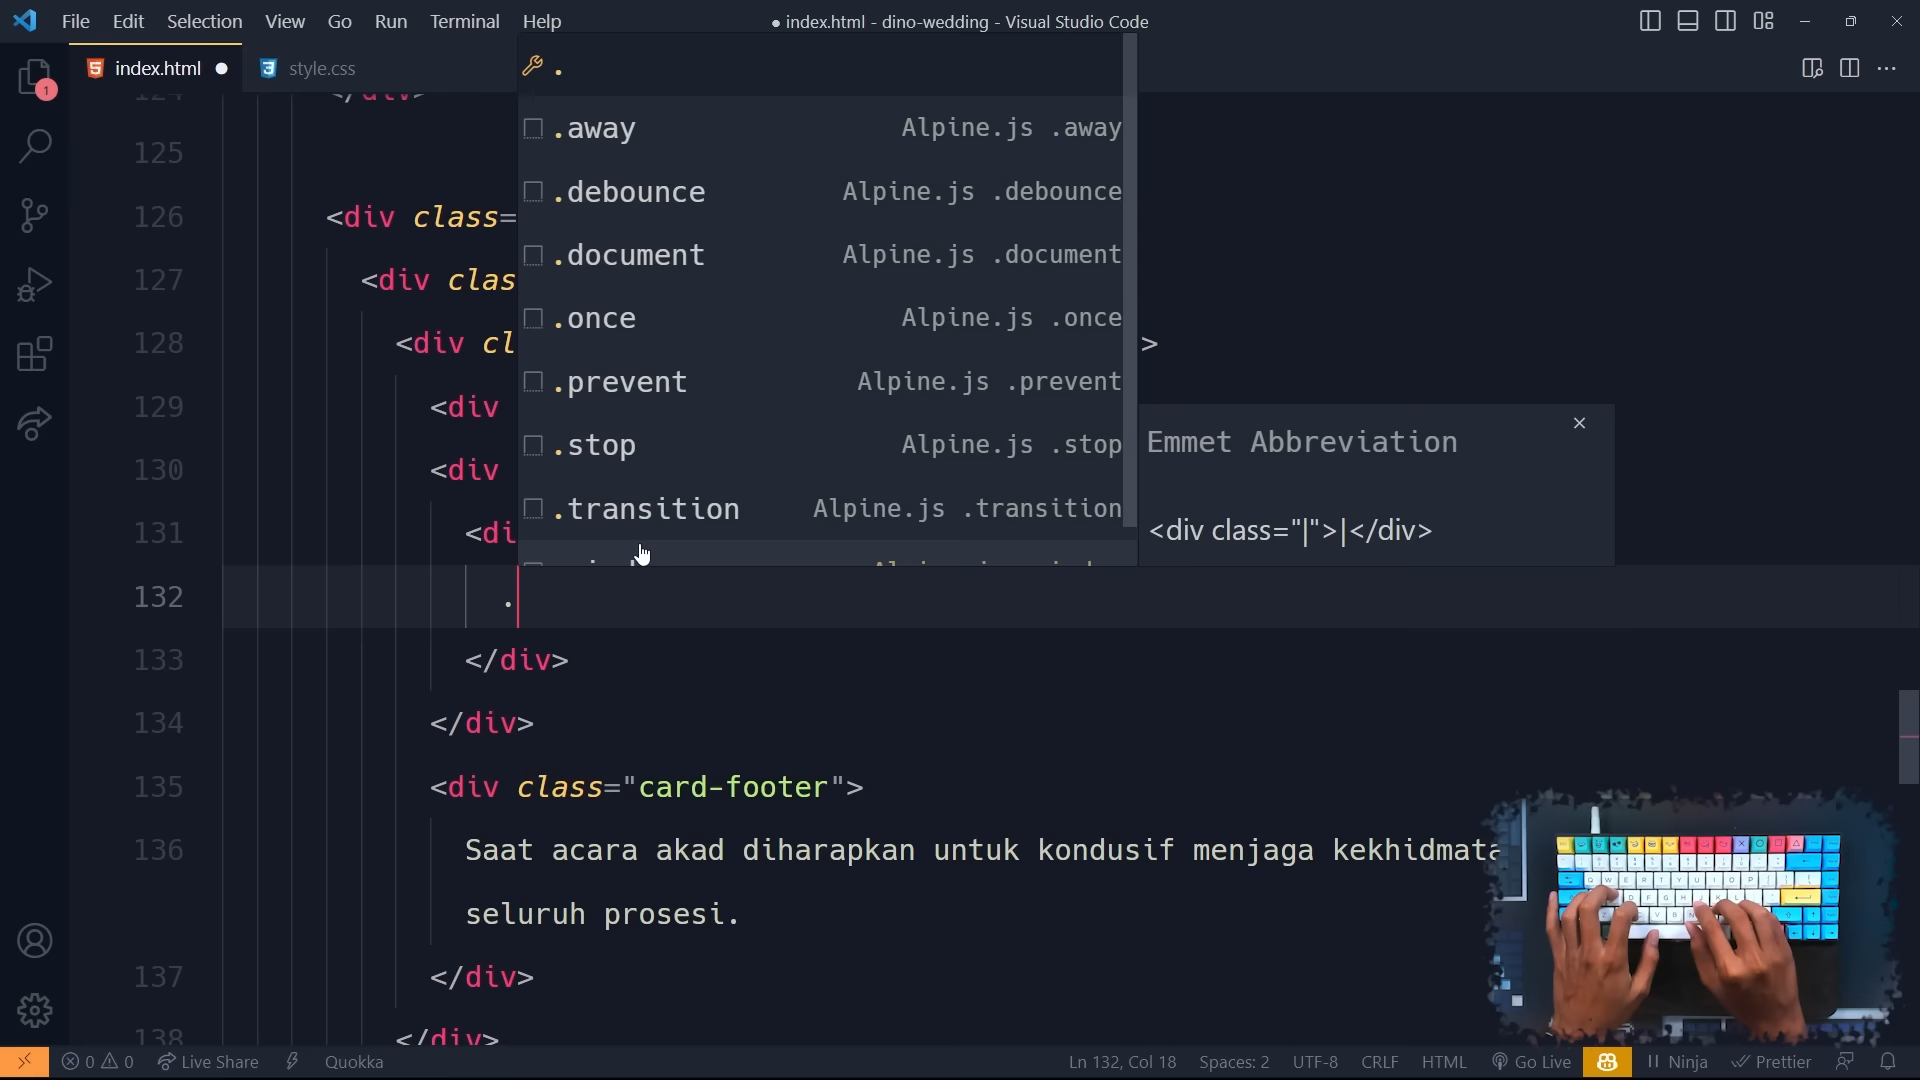 File Edit Selection View Go Run Terminal Help
● index.html - dino-wedding - Visual Studio Code
index.html ● style.css
1
.
.away Alpine.js .away
.debounce Alpine.js .debounce
.document Alpine.js .document
.once Alpine.js .once
.prevent Alpine.js .prevent
.stop Alpine.js .stop
.transition Alpine.js .transition
Emmet Abbreviation
<div class="|">|</div>
125
126 <div class=
127 <div clas
128 <div cl >
129 <div
130 <div
131 <di
132 .
133 </div>
134 </div>
135 <div class="card-footer">
136 Saat acara akad diharapkan untuk kondusif menjaga
seluruh prosesi.
137 </div>
138 </div>
0 0 Live Share Quokka Ln 132, Col 18 Spaces: 2 UTF-8 CRLF HTML Go Live Ninja Prettier